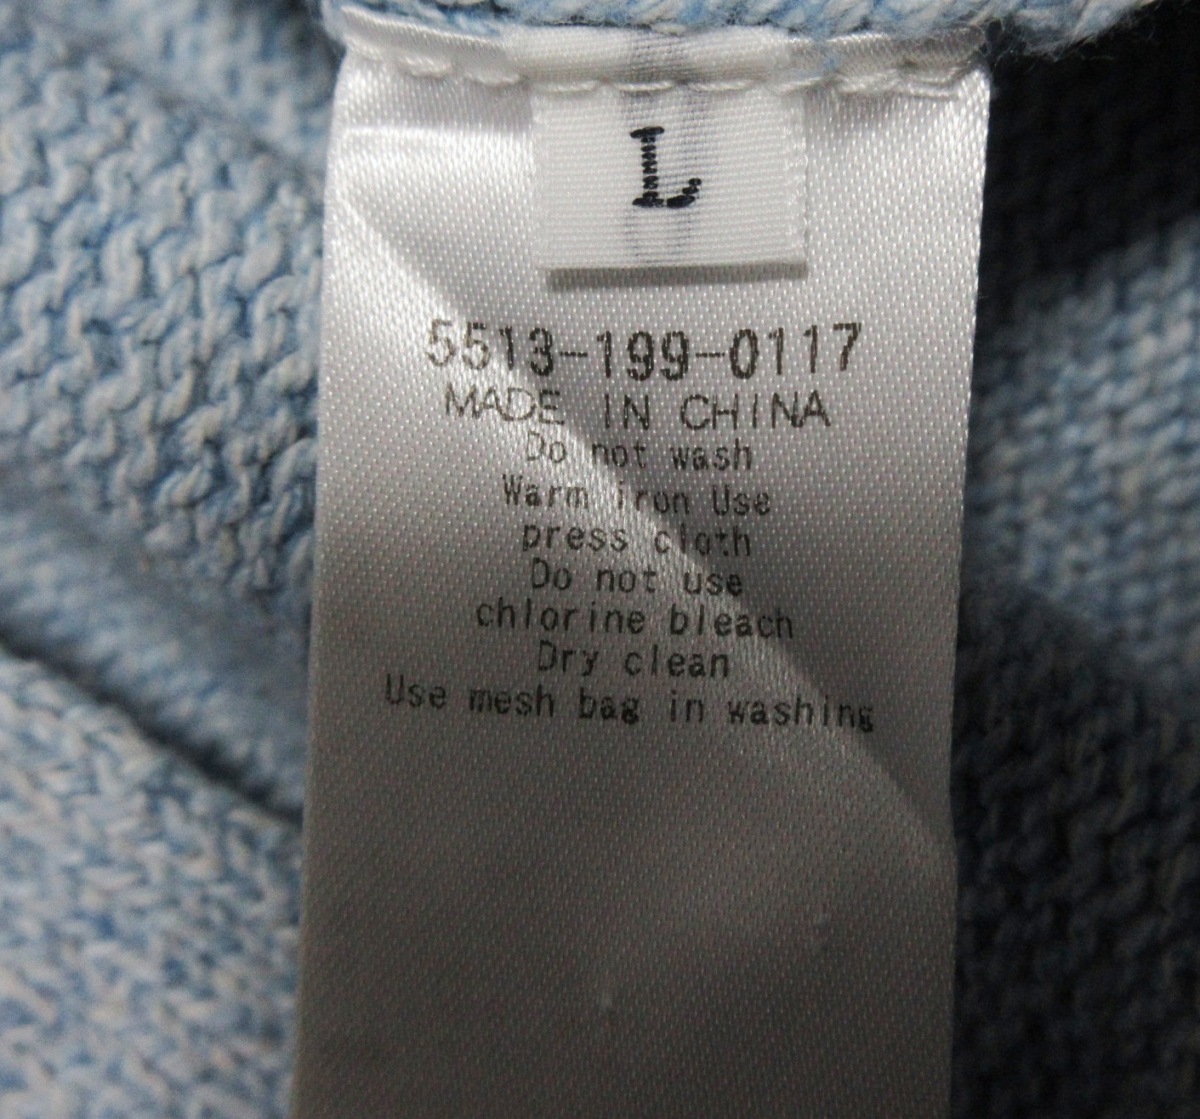 L
5513-199-0117
MADE IN CHINA
Do not wash
Warm iron Use
press cloth
Do not use
chlorine bleach
Dry clean
Use mesh bag in washing